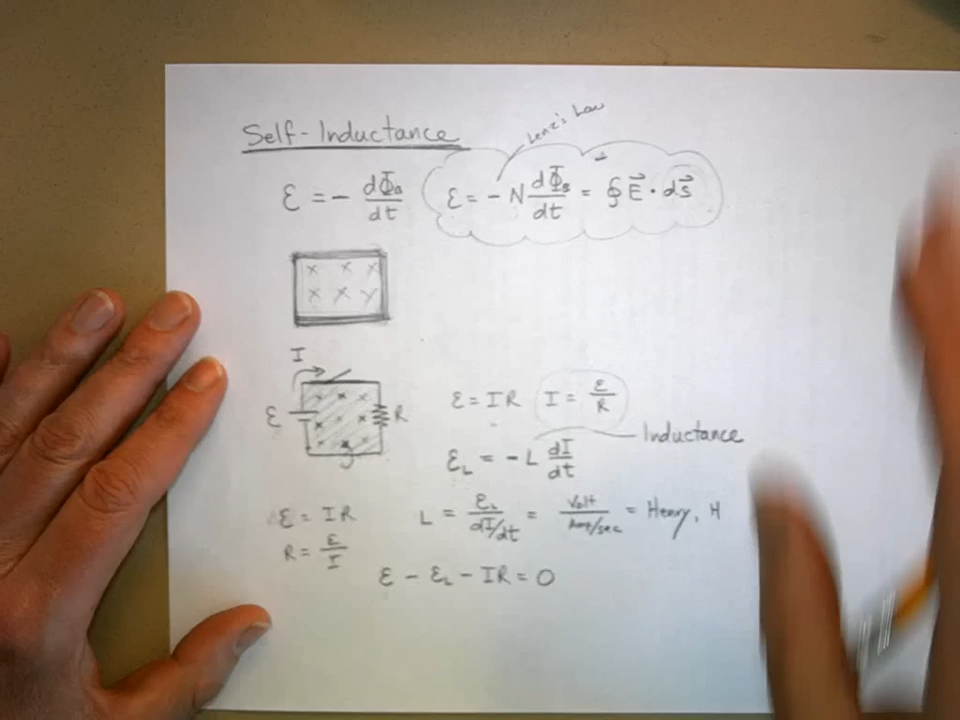 Self-Inductance
Lenz's Law
ℰ = - dΦB/dt
ℰ = - N dΦB/dt = ∮ E⃗ · ds⃗
x x x
x x x
I
ℰ
R
ℰ = IR
I = ℰ/R
Inductance
ℰL = - L dI/dt
ℰ = IR
R = ℰ/I
L = ℰL/dI/dt = Volt/Amp/sec = Henry, H
ℰ - ℰL - IR = 0